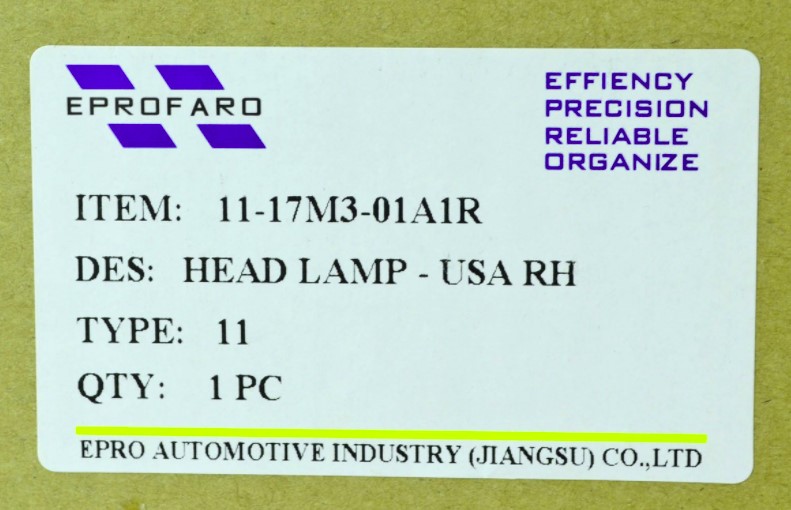 EPROFARO
EFFIENCY
PRECISION
RELIABLE
ORGANIZE
ITEM: 11-17M3-01A1R
DES: HEAD LAMP - USA RH
TYPE: 11
QTY: 1 PC
EPRO AUTOMOTIVE INDUSTRY (JIANGSU) CO.,LTD